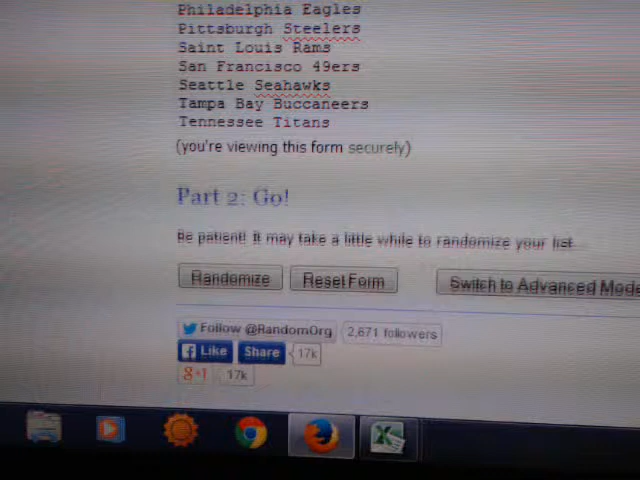 Philadelphia Eagles
Pittsburgh Steelers
Saint Louis Rams
San Francisco 49ers
Seattle Seahawks
Tampa Bay Buccaneers
Tennessee Titans
(you're viewing this form securely)
Part 2: Go!
Be patient! It may take a little while to randomize your list...
Randomize Reset Form Switch to Advanced Mode
Follow @RandomOrg 2,671 followers
Like Share 17k
g+1 17k